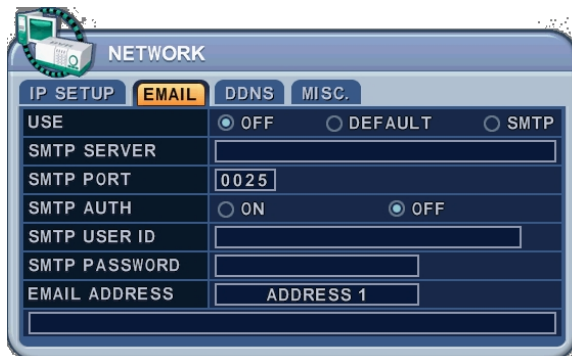 NETWORK
IP SETUP EMAIL DDNS MISC.
USE OFF DEFAULT SMTP
SMTP SERVER
SMTP PORT 0025
SMTP AUTH ON OFF
SMTP USER ID
SMTP PASSWORD
EMAIL ADDRESS ADDRESS 1